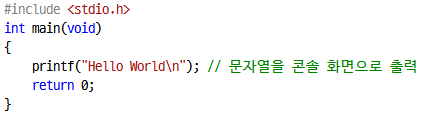 #include <stdio.h>
int main(void)
{
    printf("Hello World\n"); // 문자열을 콘솔 화면으로 출력
    return 0;
}